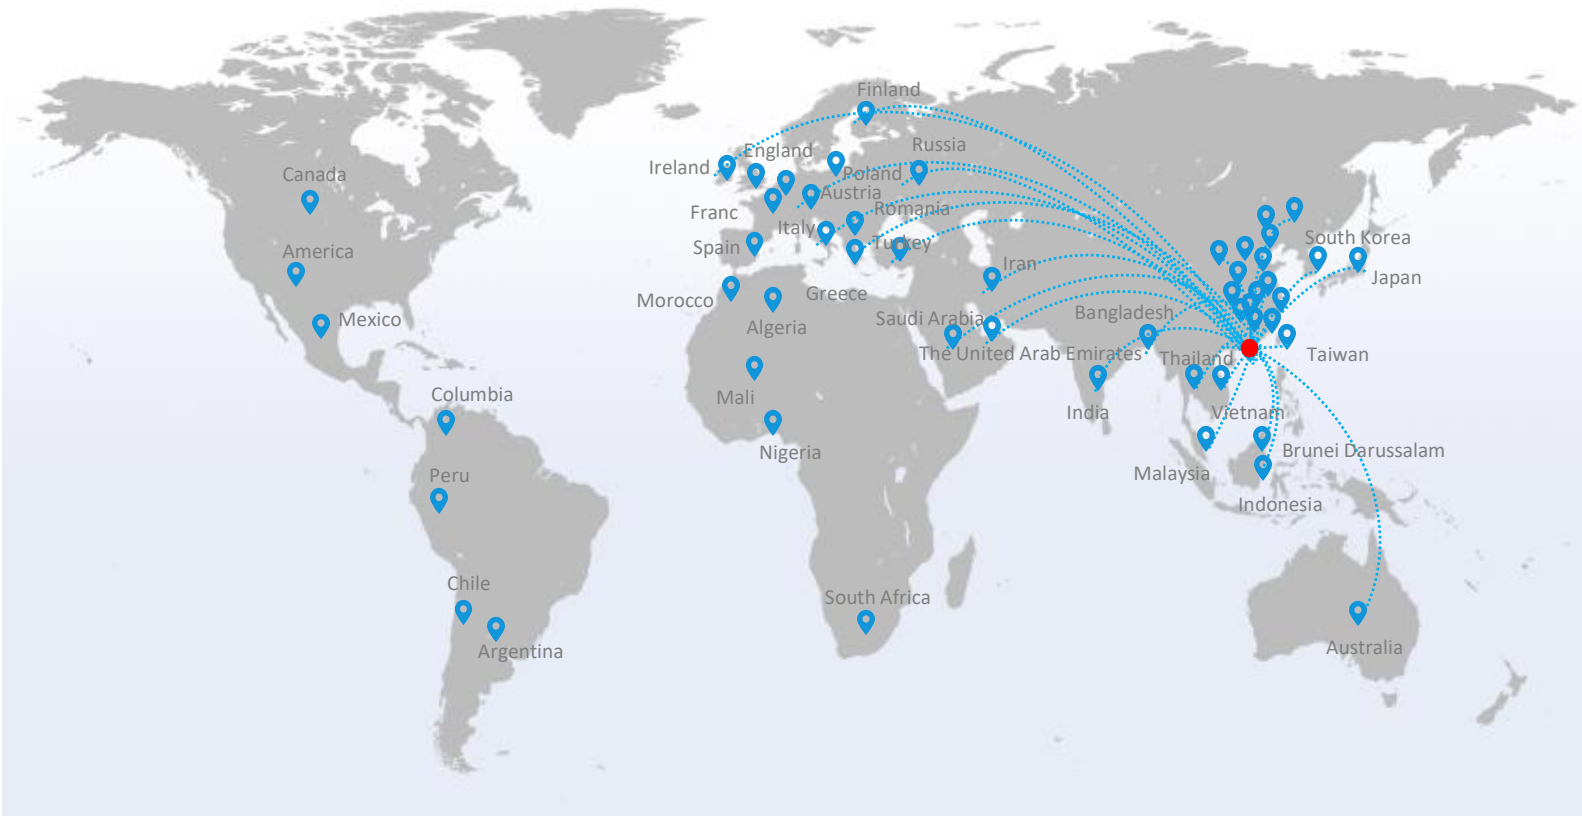 Finland
England
Russia
Ireland
Poland
Canada
Austria
Franc
Romania
Italy
South Korea
America
Spain
Turkey
Iran
Japan
Morocco
Greece
Mexico
Algeria
Saudi Arabia
Bangladesh
The United Arab Emirates
Thailand
Taiwan
Columbia
Mali
India
Vietnam
Nigeria
Brunei Darussalam
Peru
Malaysia
Indonesia
Chile
South Africa
Argentina
Australia